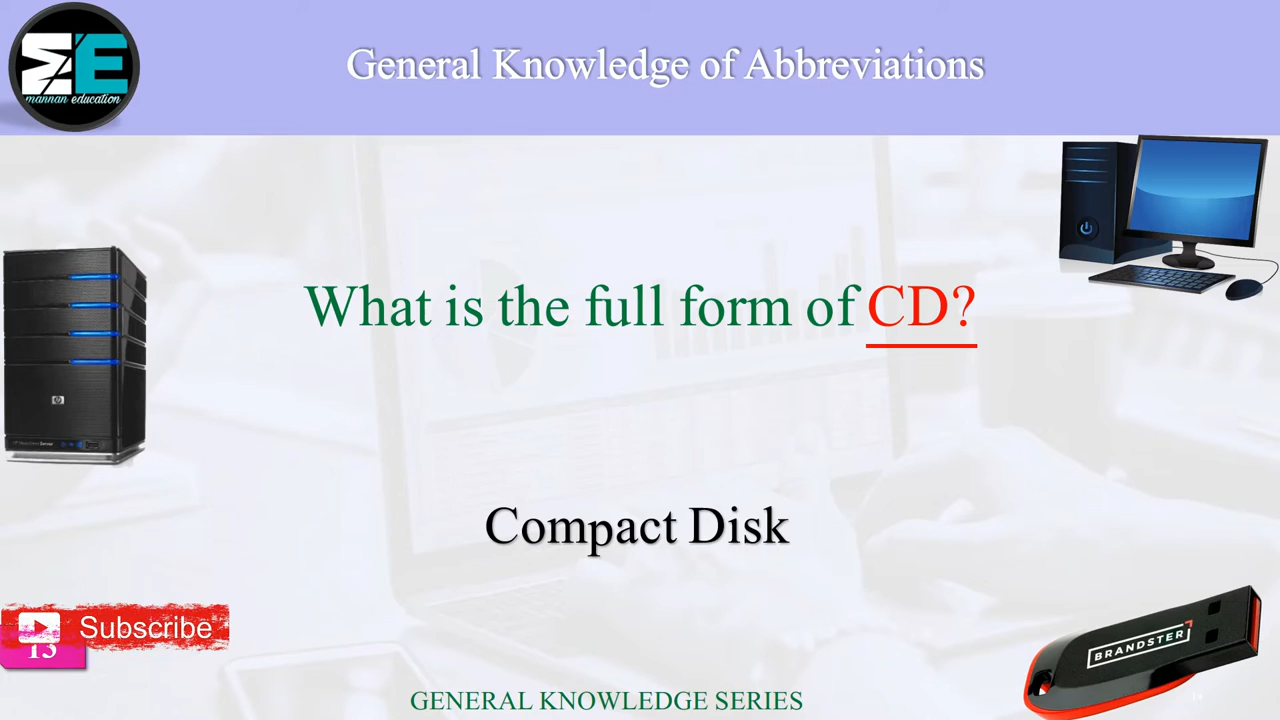 mannan education
General Knowledge of Abbreviations
What is the full form of CD?
Compact Disk
Subscribe
13
BRANDSTER
14
GENERAL KNOWLEDGE SERIES